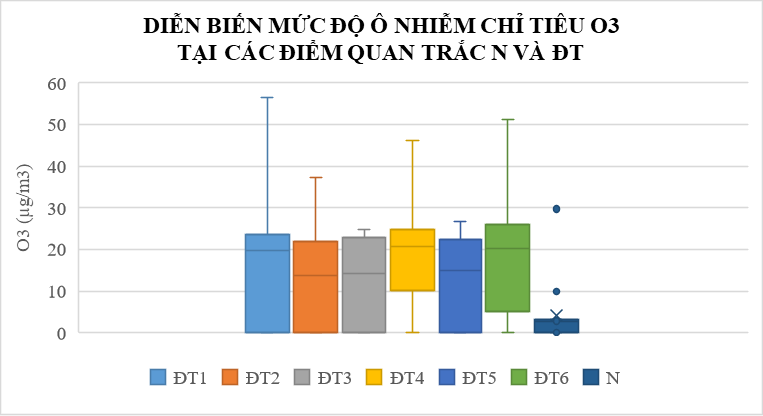 DIỄN BIẾN MỨC ĐỘ Ô NHIỄM CHỈ TIÊU O3
TẠI CÁC ĐIỂM QUAN TRẮC N VÀ ĐT
60
50
40
30
20
10
0
O3 (µg/m3)
ĐT1 ĐT2 ĐT3 ĐT4 ĐT5 ĐT6 N